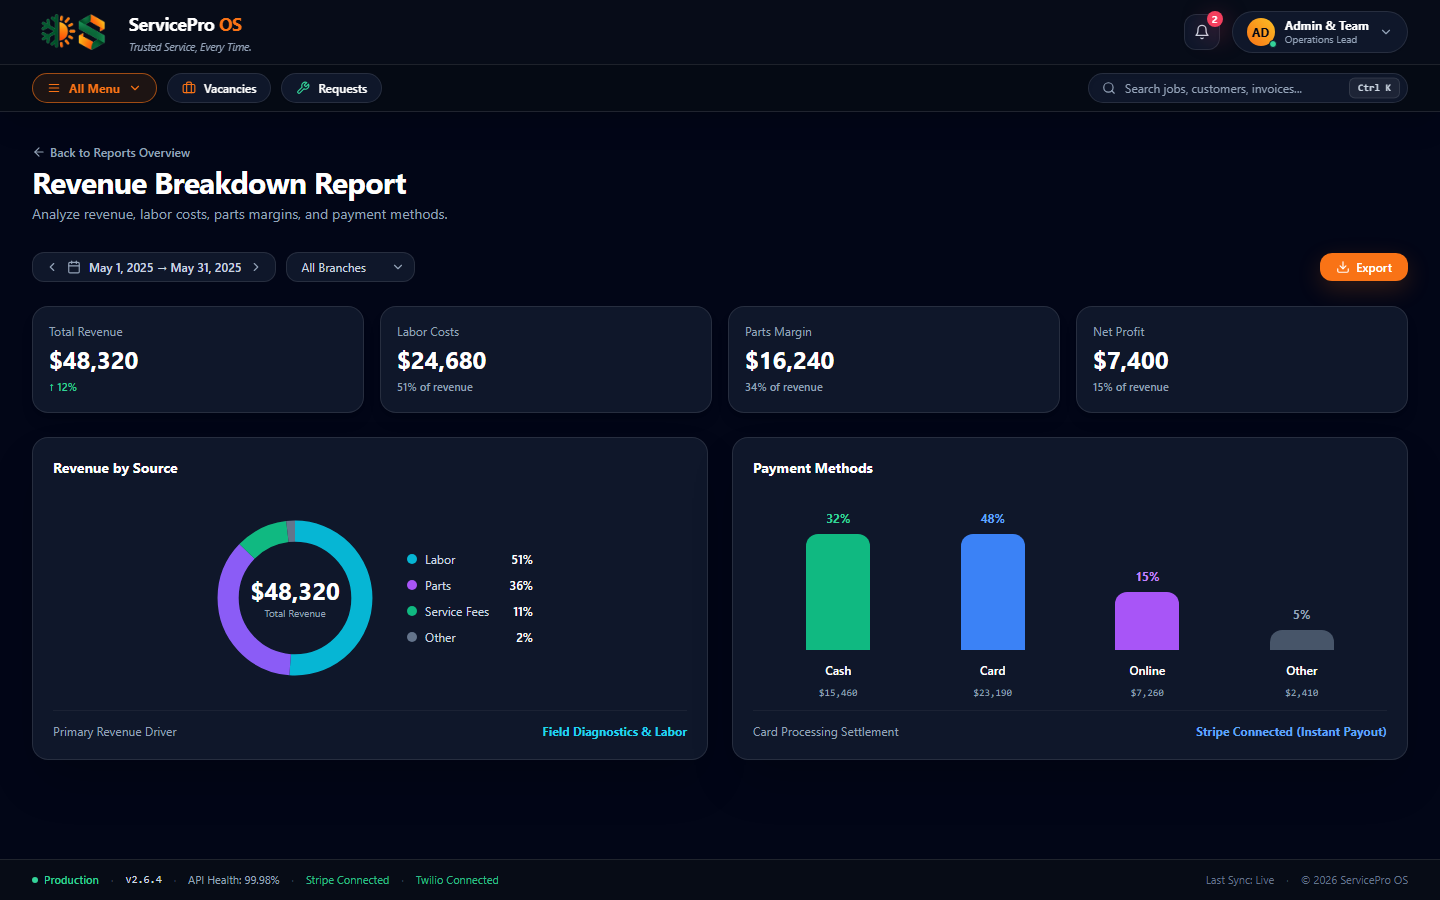 ServicePro OS
Trusted Service, Every Time.
2
AD
Admin & Team
Operations Lead
All Menu
Vacancies
Requests
Search jobs, customers, invoices...
Ctrl K
← Back to Reports Overview
Revenue Breakdown Report
Analyze revenue, labor costs, parts margins, and payment methods.
May 1, 2025 → May 31, 2025
All Branches
Export
Total Revenue
$48,320
↑ 12%
Labor Costs
$24,680
51% of revenue
Parts Margin
$16,240
34% of revenue
Net Profit
$7,400
15% of revenue
Revenue by Source
$48,320
Total Revenue
Labor 51%
Parts 36%
Service Fees 11%
Other 2%
Primary Revenue Driver
Field Diagnostics & Labor
Payment Methods
32%
48%
15%
5%
Cash
Card
Online
Other
$15,460
$23,190
$7,260
$2,410
Card Processing Settlement
Stripe Connected (Instant Payout)
Production · v2.6.4 · API Health: 99.98% · Stripe Connected · Twilio Connected
Last Sync: Live · © 2026 ServicePro OS